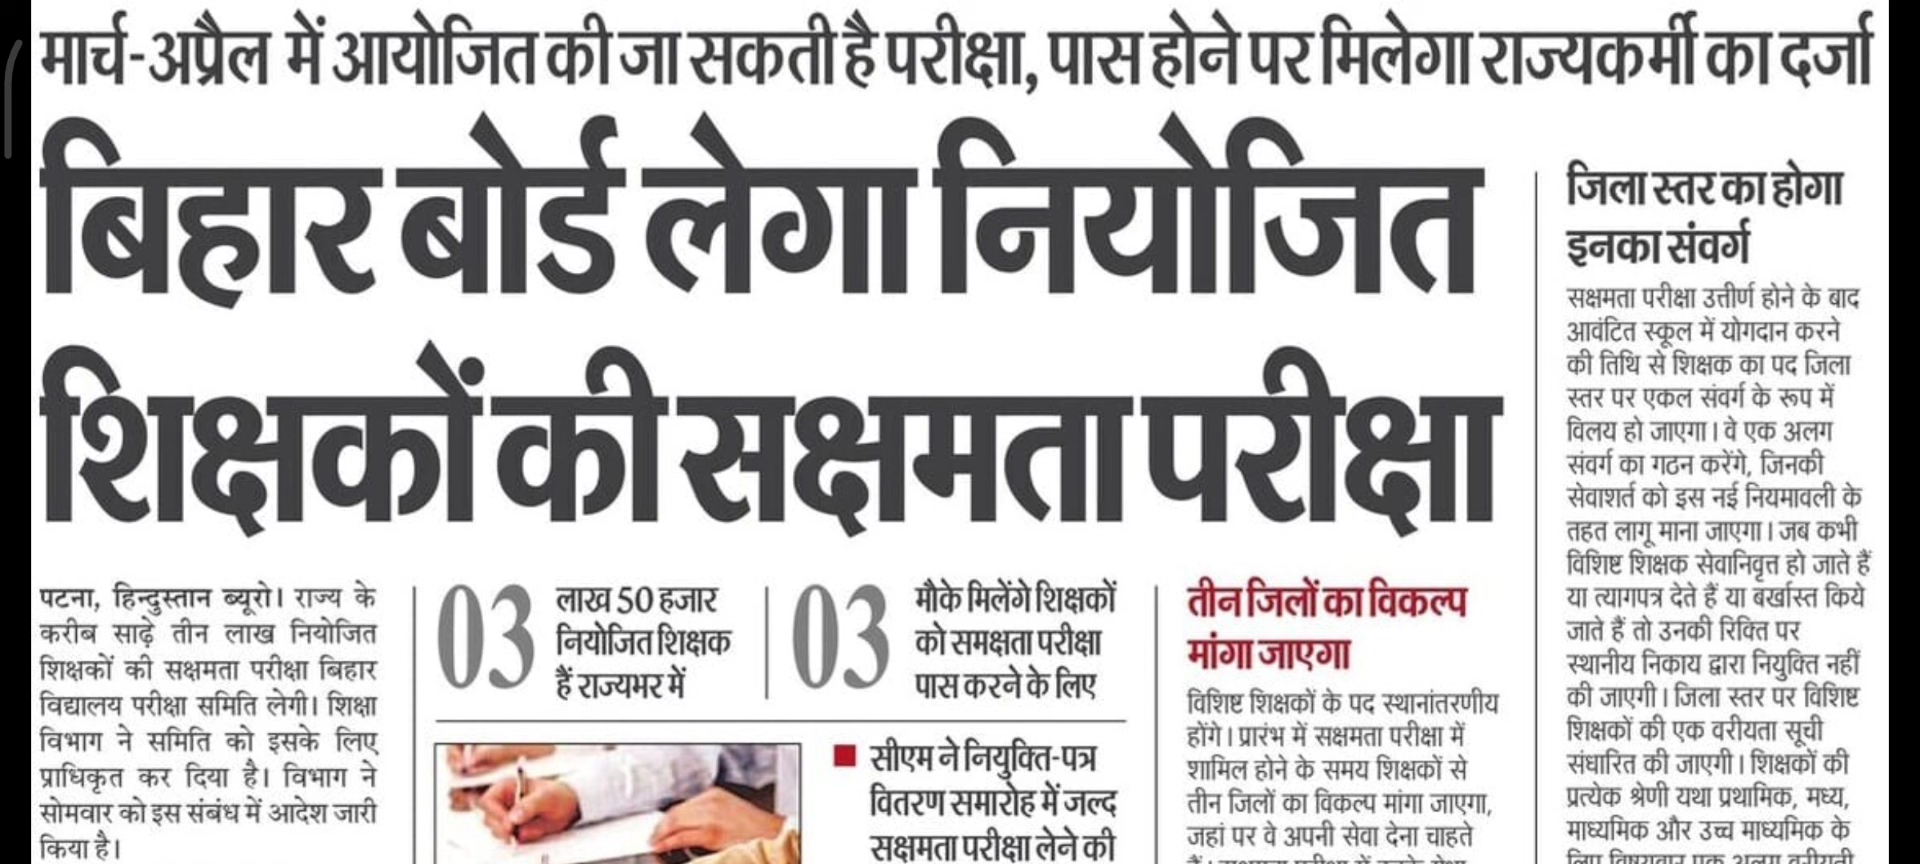 मार्च-अप्रैल में आयोजित की जा सकती है परीक्षा, पास होने पर मिलेगा राज्यकर्मी का दर्जा
बिहार बोर्ड लेगा नियोजित
शिक्षकों की सक्षमता परीक्षा
पटना, हिन्दुस्तान ब्यूरो। राज्य के
करीब साढ़े तीन लाख नियोजित
शिक्षकों की सक्षमता परीक्षा बिहार
विद्यालय परीक्षा समिति लेगी। शिक्षा
विभाग ने समिति को इसके लिए
प्राधिकृत कर दिया है। विभाग ने
सोमवार को इस संबंध में आदेश जारी
किया है।
03
लाख 50 हजार
नियोजित शिक्षक
हैं राज्यभर में
03
मौके मिलेंगे शिक्षकों
को समक्षता परीक्षा
पास करने के लिए
सीएम ने नियुक्ति-पत्र
वितरण समारोह में जल्द
सक्षमता परीक्षा लेने की
तीन जिलों का विकल्प
मांगा जाएगा
विशिष्ट शिक्षकों के पद स्थानांतरणीय
होंगे। प्रारंभ में सक्षमता परीक्षा में
शामिल होने के समय शिक्षकों से
तीन जिलों का विकल्प मांगा जाएगा,
जहां पर वे अपनी सेवा देना चाहते
जिला स्तर का होगा
इनका संवर्ग
सक्षमता परीक्षा उत्तीर्ण होने के बाद
आवंटित स्कूल में योगदान करने
की तिथि से शिक्षक का पद जिला
स्तर पर एकल संवर्ग के रूप में
विलय हो जाएगा। वे एक अलग
संवर्ग का गठन करेंगे, जिनकी
सेवाशर्त को इस नई नियमावली के
तहत लागू माना जाएगा। जब कभी
विशिष्ट शिक्षक सेवानिवृत्त हो जाते हैं
या त्यागपत्र देते हैं या बर्खास्त किये
जाते हैं तो उनकी रिक्ति पर
स्थानीय निकाय द्वारा नियुक्ति नहीं
की जाएगी। जिला स्तर पर विशिष्ट
शिक्षकों की एक वरीयता सूची
संधारित की जाएगी। शिक्षकों की
प्रत्येक श्रेणी यथा प्राथमिक, मध्य,
माध्यमिक और उच्च माध्यमिक के